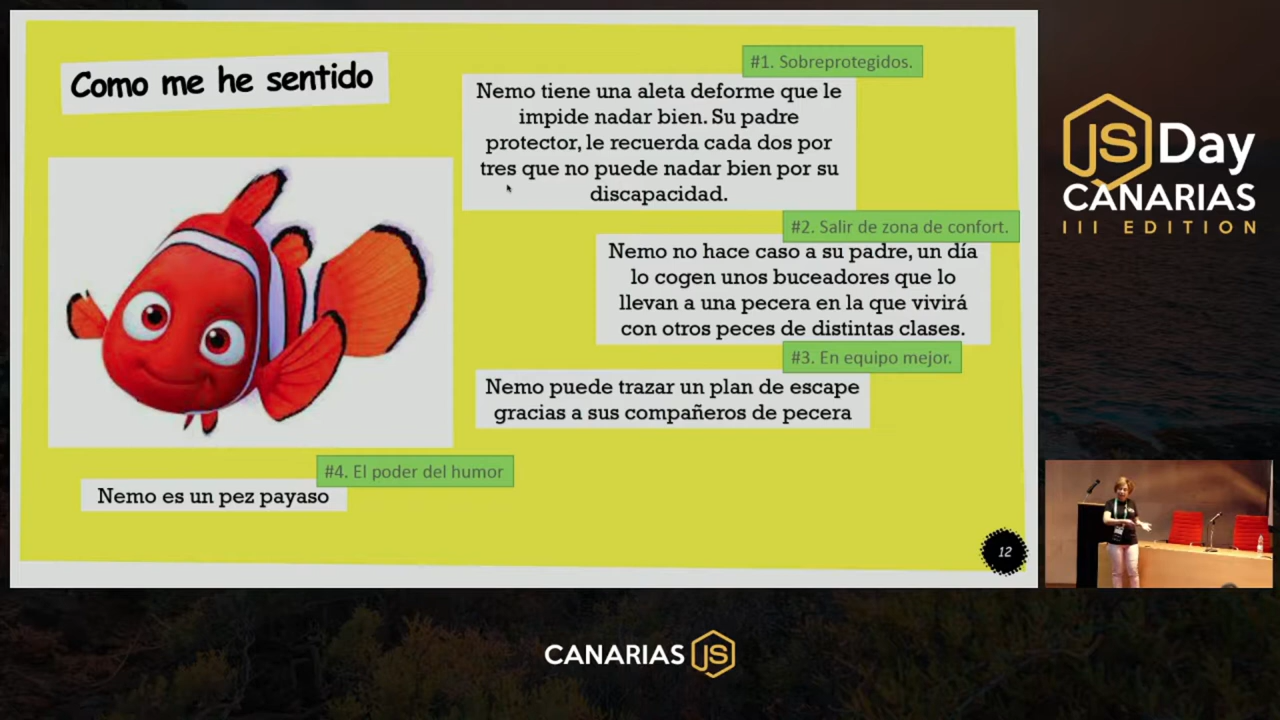 Como me he sentido
#1. Sobreprotegidos.
Nemo tiene una aleta deforme que le
impide nadar bien. Su padre
protector, le recuerda cada dos por
tres que no puede nadar bien por su
discapacidad.
#2. Salir de zona de confort.
Nemo no hace caso a su padre, un día
lo cogen unos buceadores que lo
llevan a una pecera en la que vivirá
con otros peces de distintas clases.
#3. En equipo mejor.
Nemo puede trazar un plan de escape
gracias a sus compañeros de pecera
#4. El poder del humor
Nemo es un pez payaso
12
JS Day
CANARIAS
III EDITION
CANARIAS JS